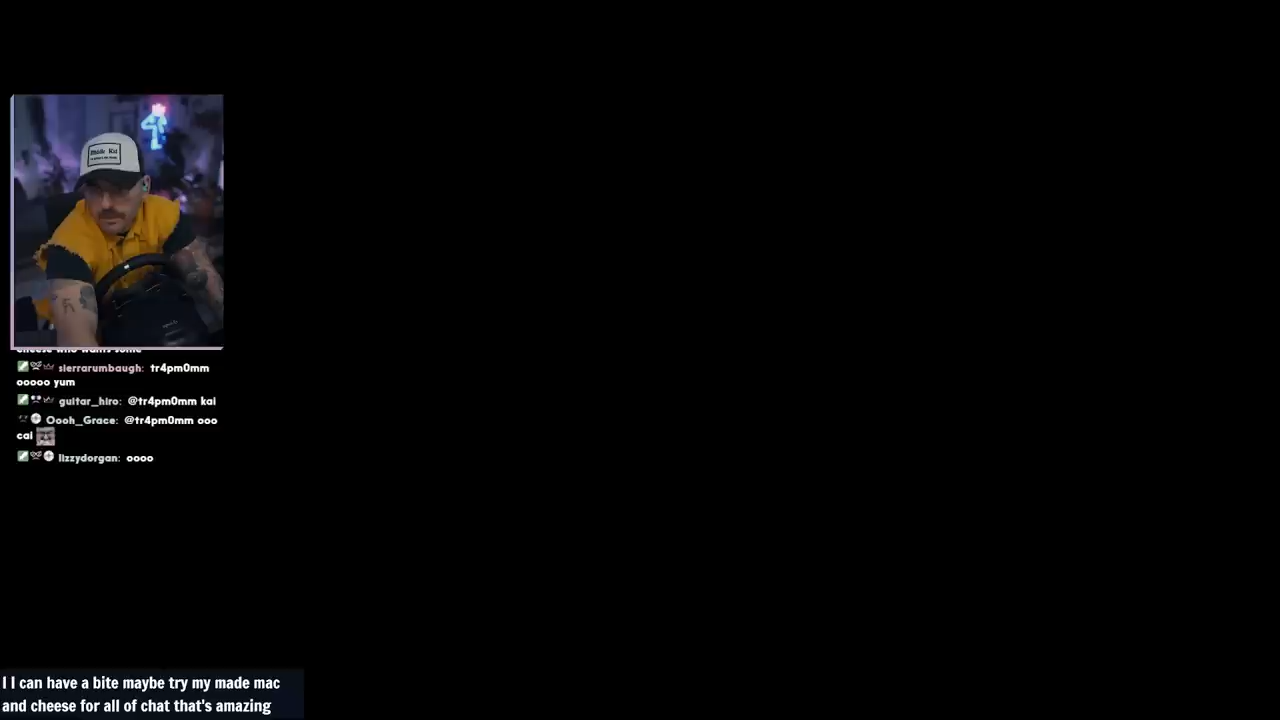 sierrarumbaugh: tr4pm0mm
ooooo yum
guitar_hiro: @tr4pm0mm kai
Oooh_Grace: @tr4pm0mm ooo
cai
lizzydorgan: oooo
I I can have a bite maybe try my made mac
and cheese for all of chat that's amazing